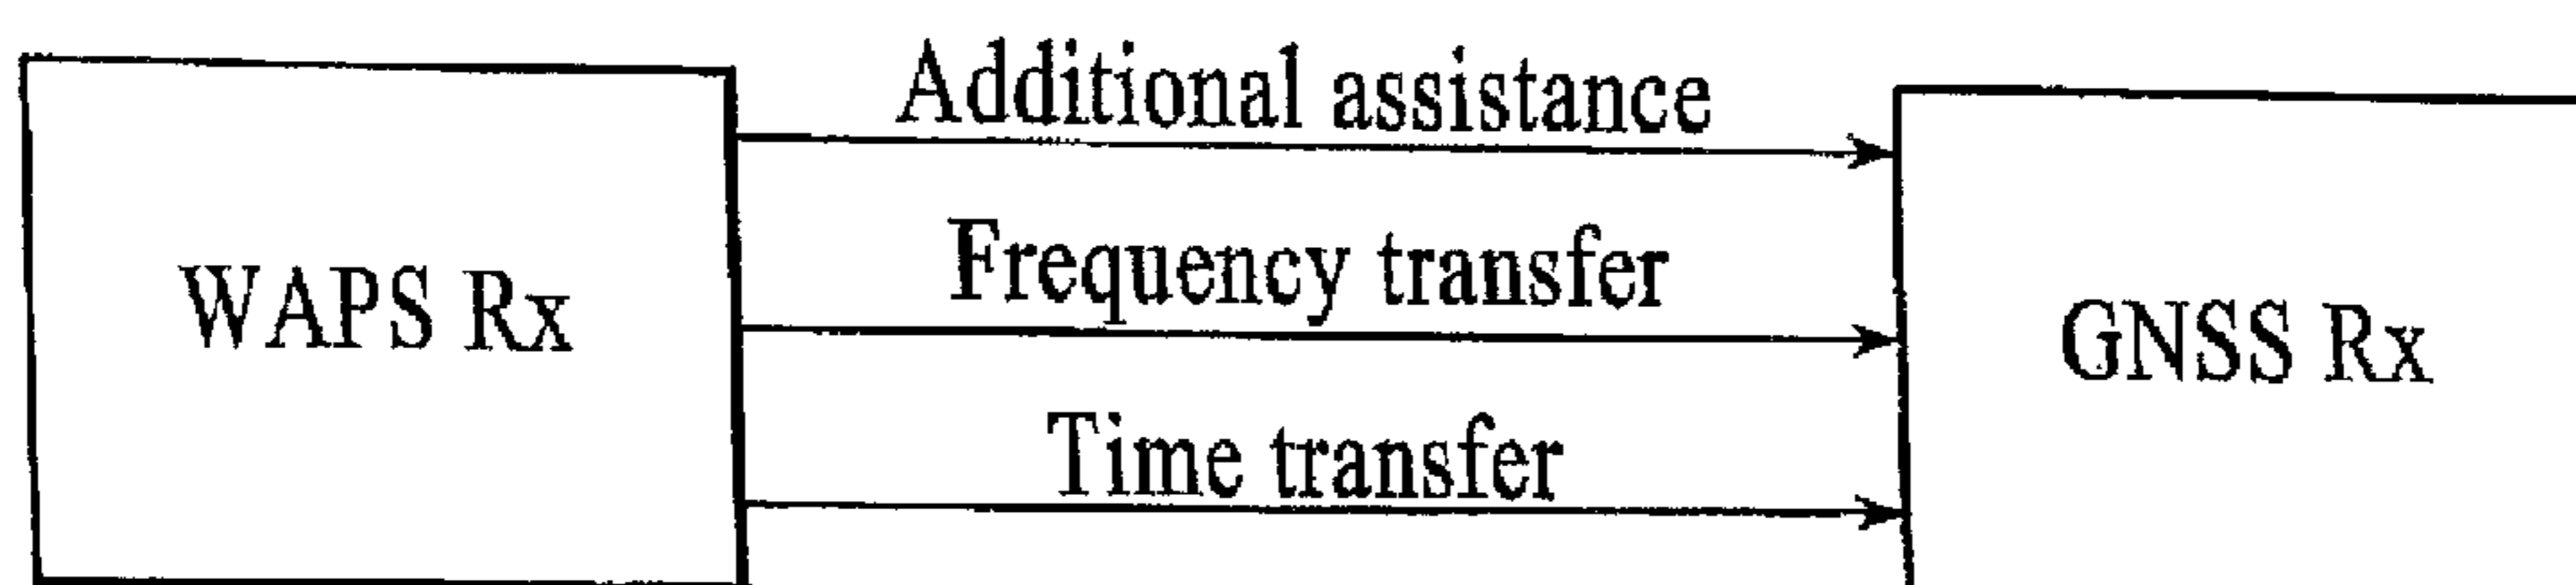 Additional assistance
Frequency transfer
WAPS Rx
GNSS Rx
Time transfer